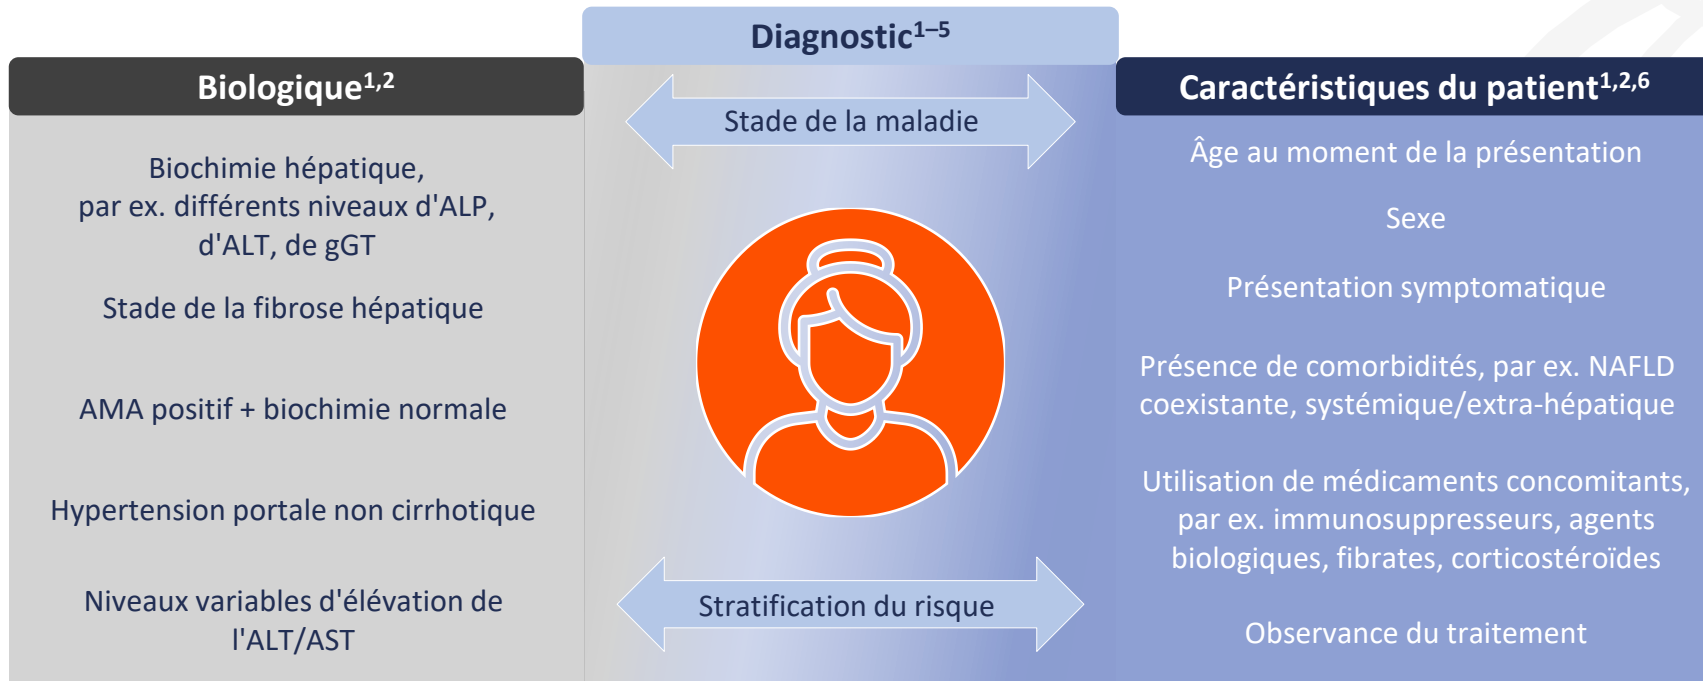 Diagnostic¹⁻⁵
Biologique¹,²
Biochimie hépatique,
par ex. différents niveaux d'ALP,
d'ALT, de gGT
Stade de la fibrose hépatique
AMA positif + biochimie normale
Hypertension portale non cirrhotique
Niveaux variables d'élévation de
l'ALT/AST
Stade de la maladie
Stratification du risque
Caractéristiques du patient¹,²,⁶
Âge au moment de la présentation
Sexe
Présentation symptomatique
Présence de comorbidités, par ex. NAFLD
coexistante, systémique/extra-hépatique
Utilisation de médicaments concomitants,
par ex. immunosuppresseurs, agents
biologiques, fibrates, corticostéroïdes
Observance du traitement